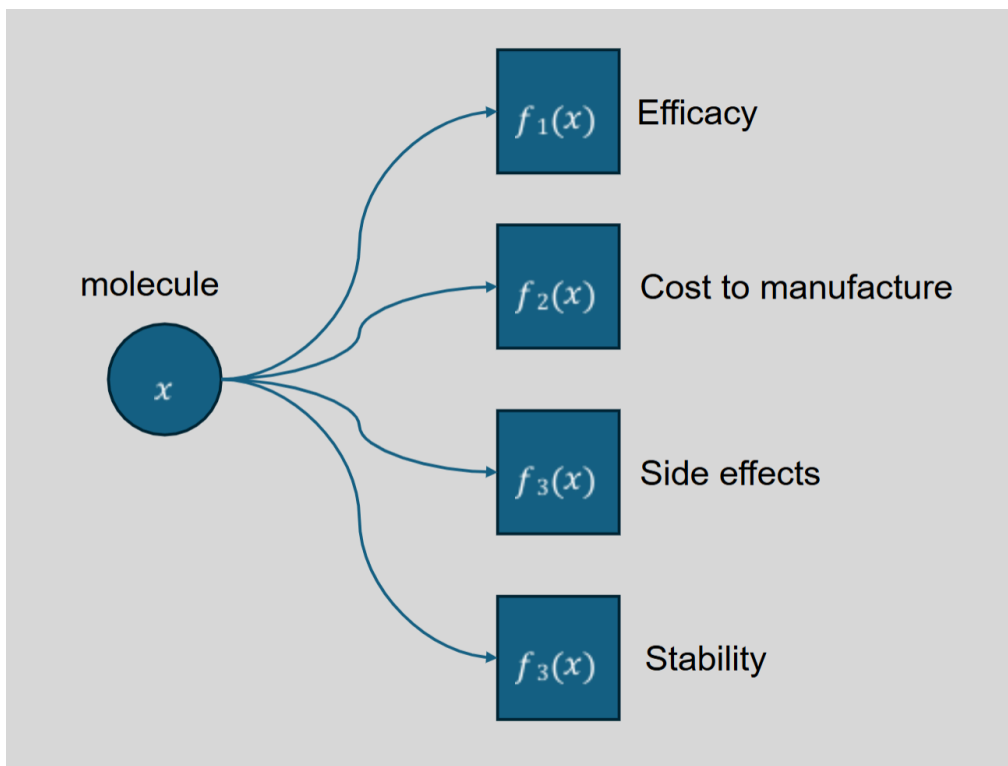 f₁(x) Efficacy
molecule
f₂(x) Cost to manufacture
x
f₃(x) Side effects
f₃(x) Stability